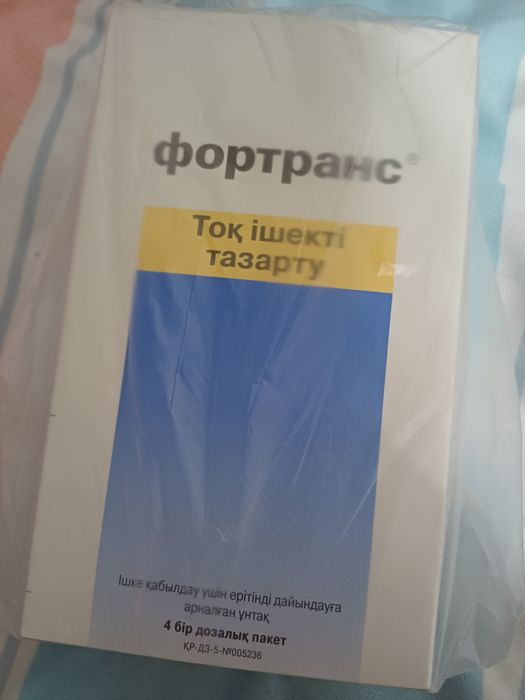 фортранс®
Тоқ ішекті
тазарту
Ішке қабылдау үшін ерітінді дайындауға
арналған ұнтақ
4 бір дозалық пакет
ҚР-ДЗ-5-№005236